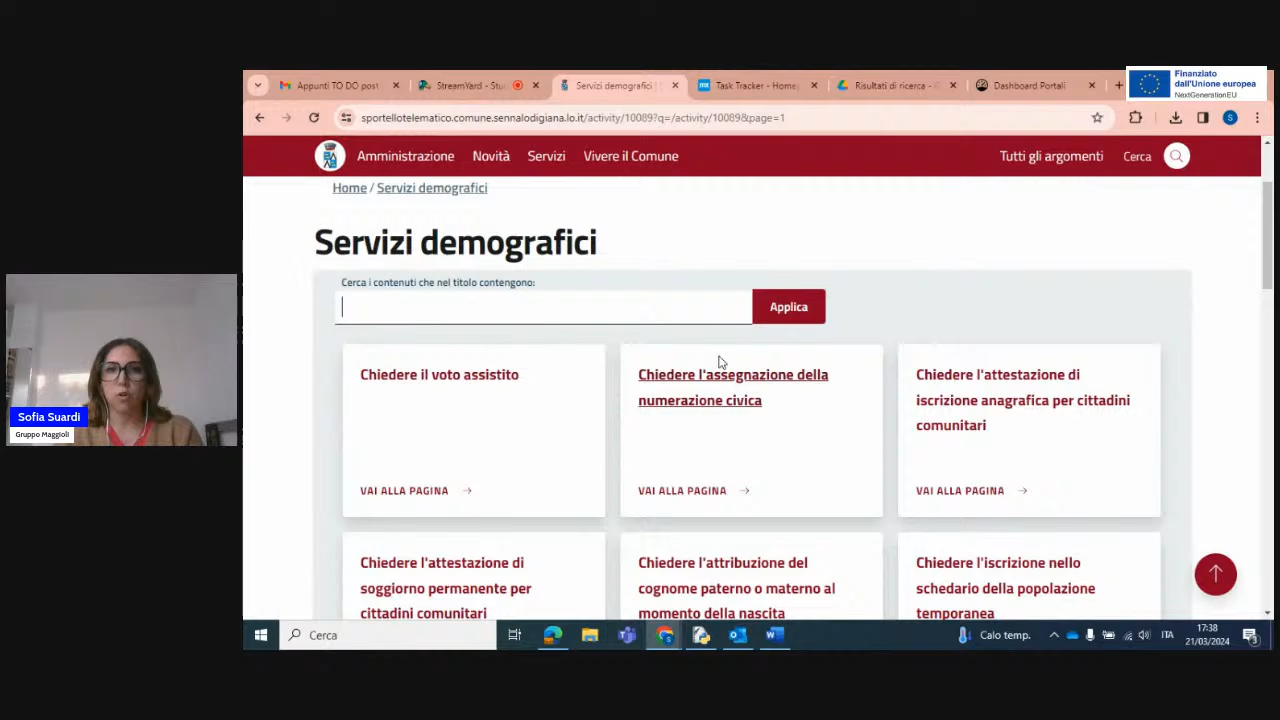 Appunti TO DO post
StreamYard - Stu
Servizi demografici |
Task Tracker - Home
Risultati di ricerca -
Dashboard Portali
Finanziato
dall'Unione europea
NextGenerationEU
sportellotelematico.comune.sennalodigiana.lo.it/activity/10089?q=/activity/10089&page=1
S
Amministrazione
Novità
Servizi
Vivere il Comune
Tutti gli argomenti
Cerca
Home / Servizi demografici
Servizi demografici
Cerca i contenuti che nel titolo contengono:
Applica
Chiedere il voto assistito
VAI ALLA PAGINA
Chiedere l'assegnazione della
numerazione civica
VAI ALLA PAGINA
Chiedere l'attestazione di
iscrizione anagrafica per cittadini
comunitari
VAI ALLA PAGINA
Chiedere l'attestazione di
soggiorno permanente per
cittadini comunitari
Chiedere l'attribuzione del
cognome paterno o materno al
momento della nascita
Chiedere l'iscrizione nello
schedario della popolazione
temporanea
Sofia Suardi
Gruppo Maggioli
Cerca
Calo temp.
ITA
17:38
21/03/2024
3